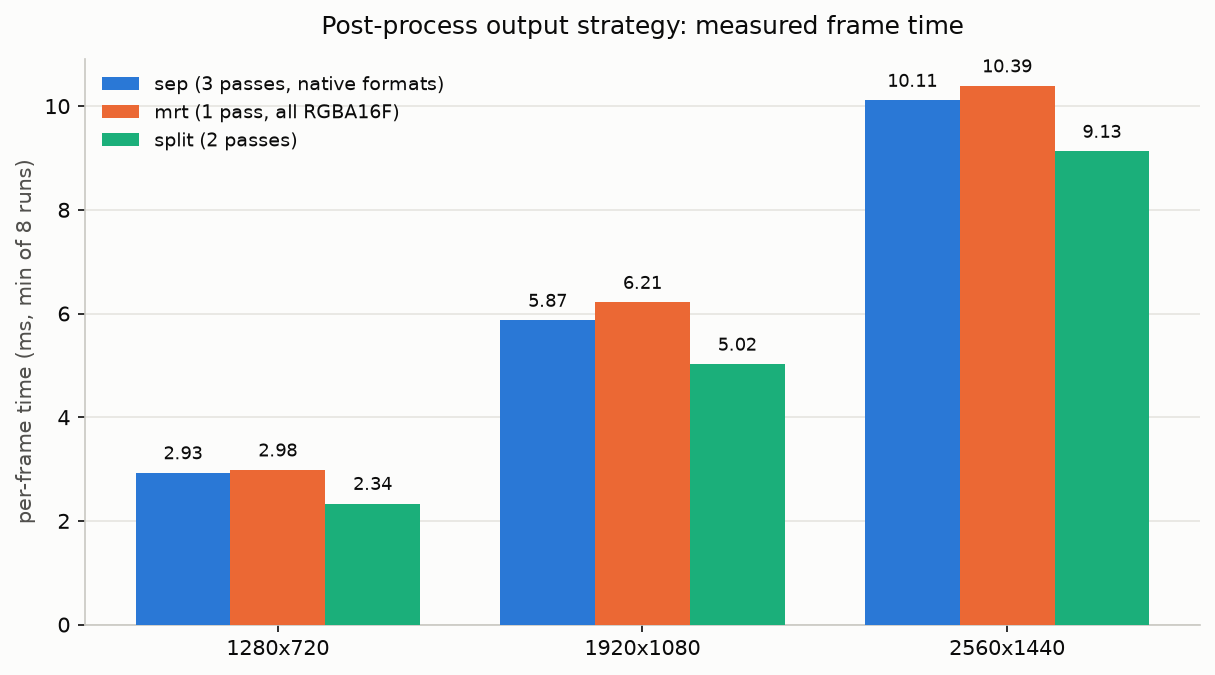 Post-process output strategy: measured frame time
sep (3 passes, native formats)
mrt (1 pass, all RGBA16F)
split (2 passes)
per-frame time (ms, min of 8 runs)
10
8
6
4
2
0
2.93
2.98
2.34
5.87
6.21
5.02
10.11
10.39
9.13
1280x720
1920x1080
2560x1440